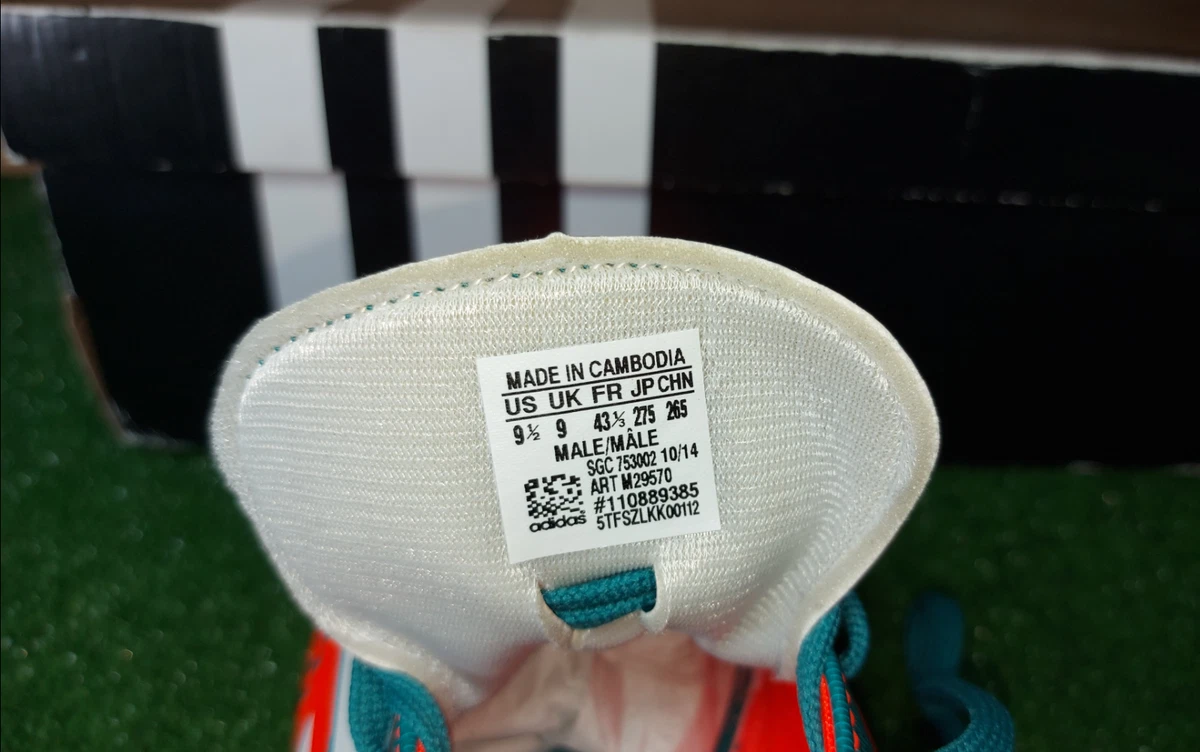 MADE IN CAMBODIA
US UK FR JP CHN
9½ 9 43⅓ 275 265
MALE/MÂLE
SGC 753002 10/14
ART M29570
#110889385
adidas 5TFSZLKK00112